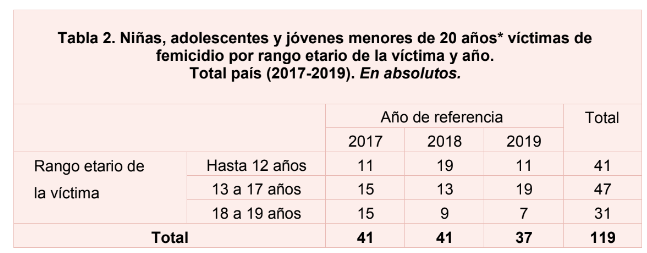 Tabla 2. Niñas, adolescentes y jóvenes menores de 20 años* víctimas de
femicidio por rango etario de la víctima y año.
Total país (2017-2019). En absolutos.
Año de referencia Total
2017 2018 2019
Rango etario de la víctima
Hasta 12 años 11 19 11 41
13 a 17 años 15 13 19 47
18 a 19 años 15 9 7 31
Total 41 41 37 119